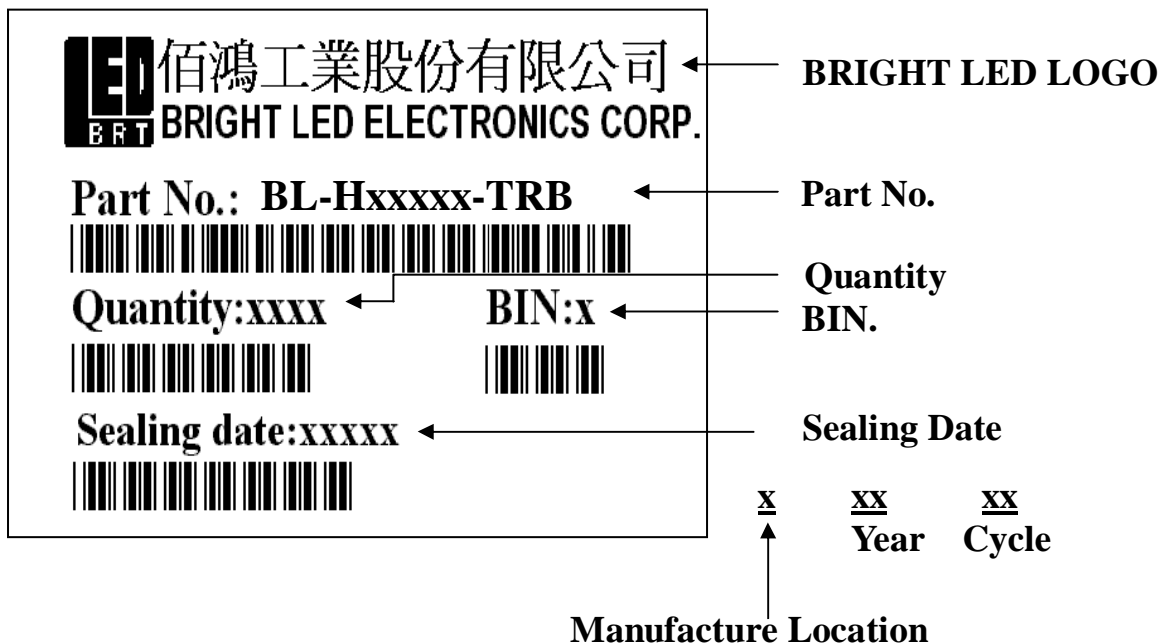 LED 佰鴻工業股份有限公司
BRT BRIGHT LED ELECTRONICS CORP.
BRIGHT LED LOGO
Part No.: BL-Hxxxxx-TRB
Part No.
Quantity:xxxx
BIN:x
Quantity
BIN.
Sealing date:xxxxx
Sealing Date
x xx xx
Year Cycle
Manufacture Location